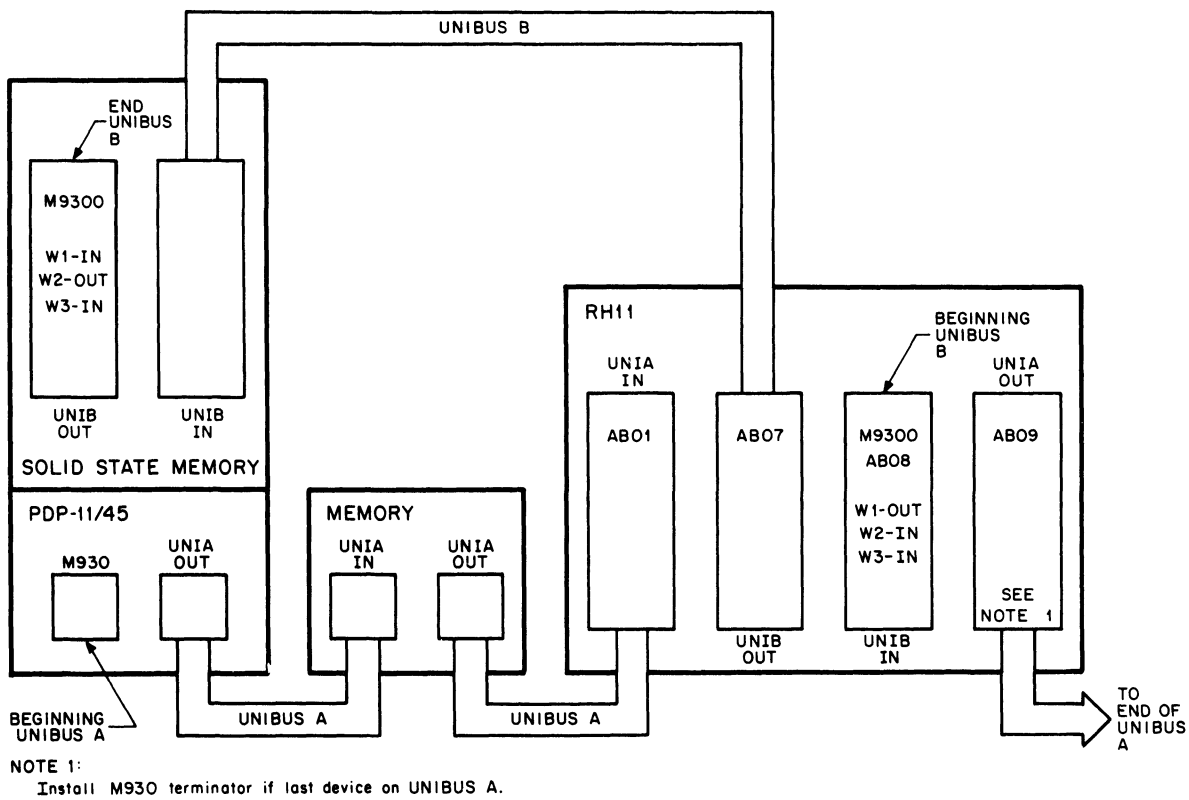 UNIBUS B
END
UNIBUS
B
M9300
W1-IN
W2-OUT
W3-IN
UNIB
OUT
UNIB
IN
SOLID STATE MEMORY
PDP-11/45
M930
UNIA
OUT
BEGINNING
UNIBUS A
UNIBUS A
MEMORY
UNIA
IN
UNIA
OUT
UNIBUS A
RH11
UNIA
IN
AB01
AB07
UNIB
OUT
BEGINNING
UNIBUS
B
M9300
AB08
W1-OUT
W2-IN
W3-IN
UNIB
IN
UNIA
OUT
AB09
SEE
NOTE 1
TO
END OF
UNIBUS
A
NOTE 1:
Install M930 terminator if last device on UNIBUS A.